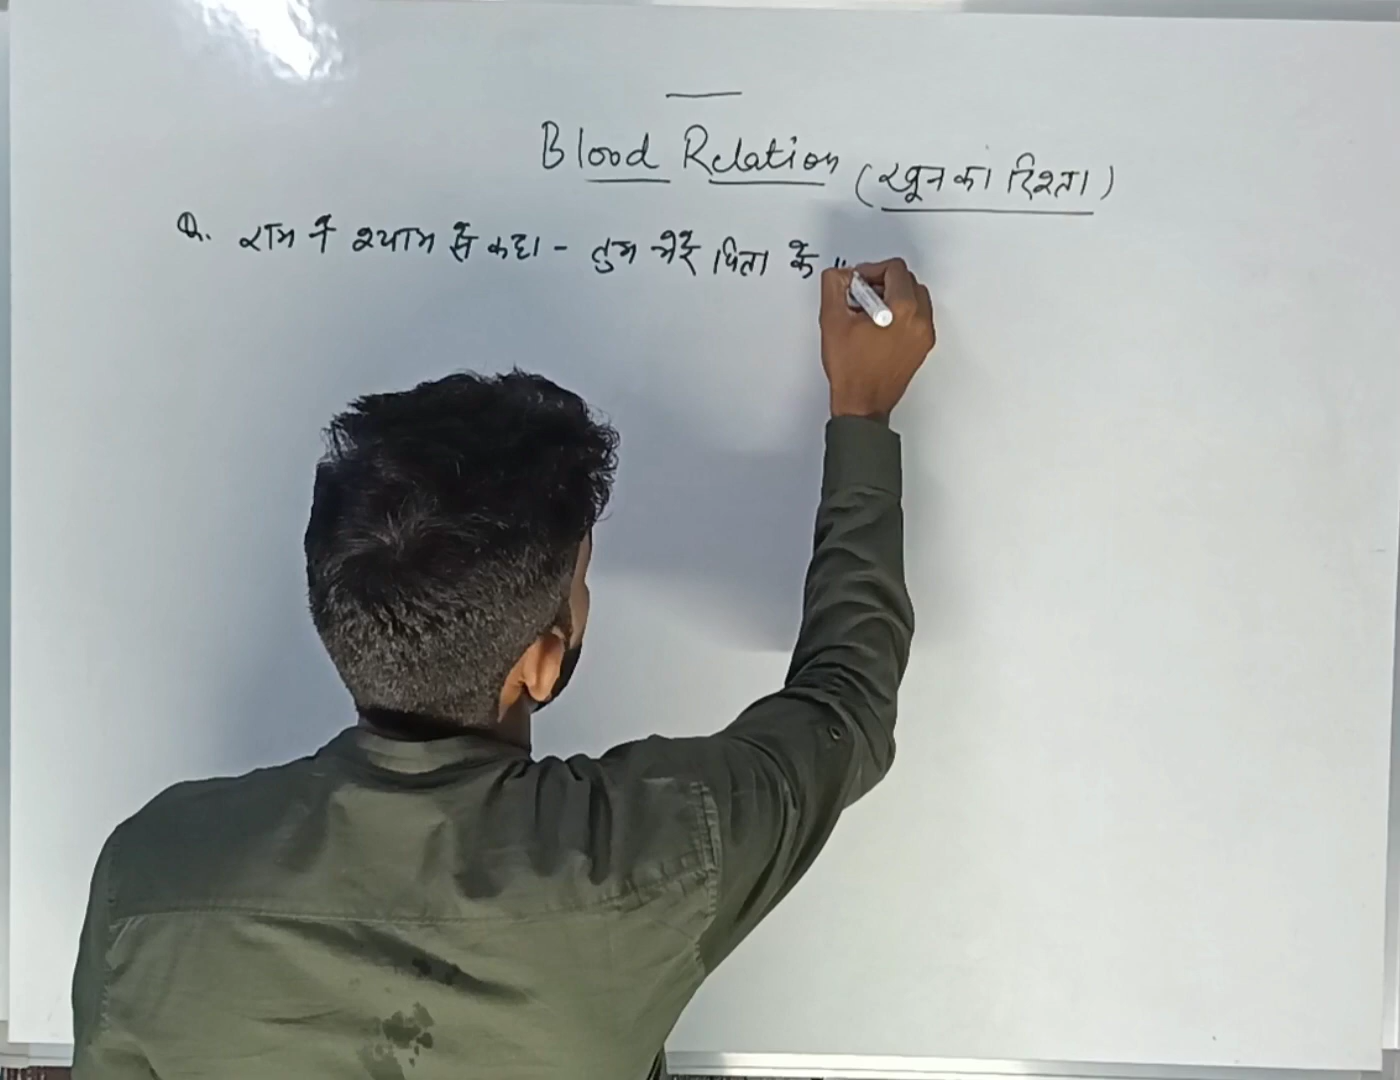 Blood Relation (खून का रिश्ता)
Q. राम ने श्याम से कहा - तुम मेरे पिता के